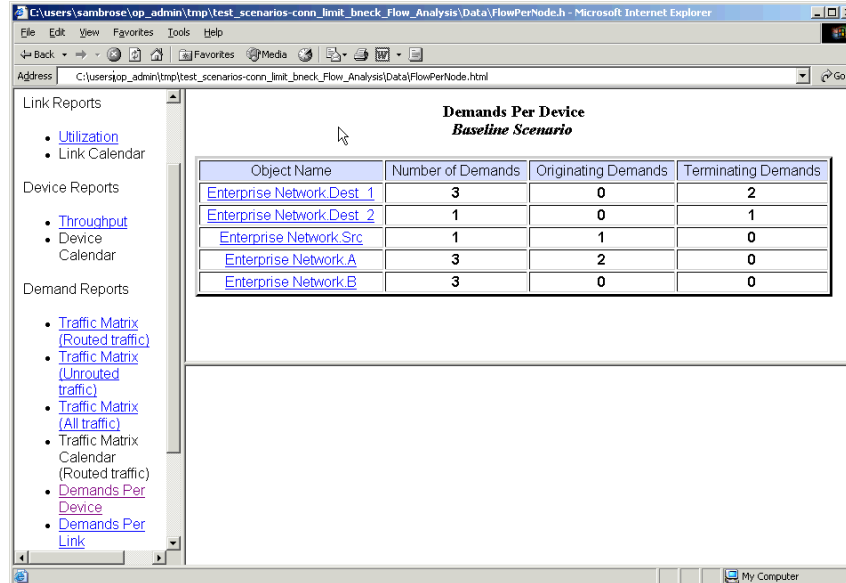 C:\users\sambrose\op_admin\tmp\test_scenarios-conn_limit_bneck_Flow_Analysis\Data\FlowPerNode.h - Microsoft Internet Explorer
File Edit View Favorites Tools Help
Back Favorites Media
Address C:\users\op_admin\tmp\test_scenarios-conn_limit_bneck_Flow_Analysis\Data\FlowPerNode.html Go
Link Reports
Utilization
Link Calendar
Device Reports
Throughput
Device
Calendar
Demand Reports
Traffic Matrix
(Routed traffic)
Traffic Matrix
(Unrouted
traffic)
Traffic Matrix
(All traffic)
Traffic Matrix
Calendar
(Routed traffic)
Demands Per
Device
Demands Per
Link
Demands Per Device
Baseline Scenario
Object Name Number of Demands Originating Demands Terminating Demands
Enterprise Network.Dest_1 3 0 2
Enterprise Network.Dest_2 1 0 1
Enterprise Network.Src 1 1 0
Enterprise Network.A 3 2 0
Enterprise Network.B 3 0 0
My Computer